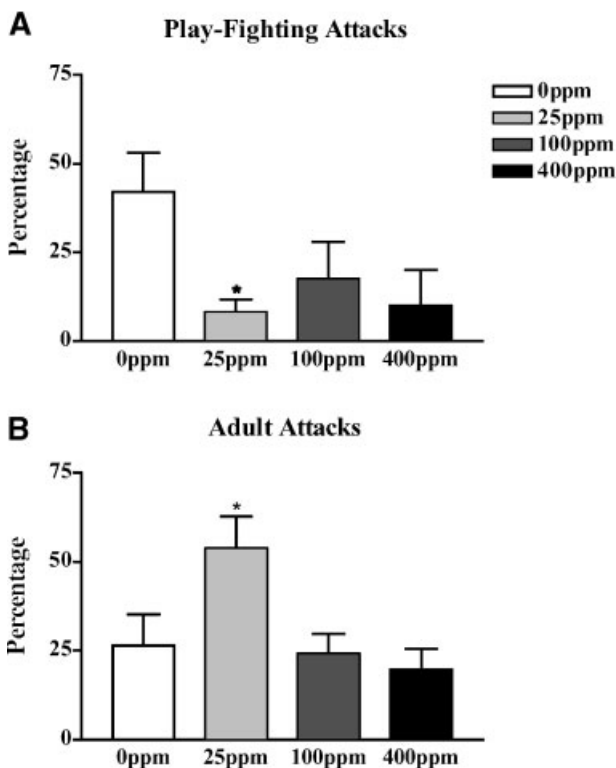 A
Play-Fighting Attacks
75
50
25
0
Percentage
*
0ppm 25ppm 100ppm 400ppm
0ppm
25ppm
100ppm
400ppm
B
Adult Attacks
75
50
25
0
Percentage
*
0ppm 25ppm 100ppm 400ppm